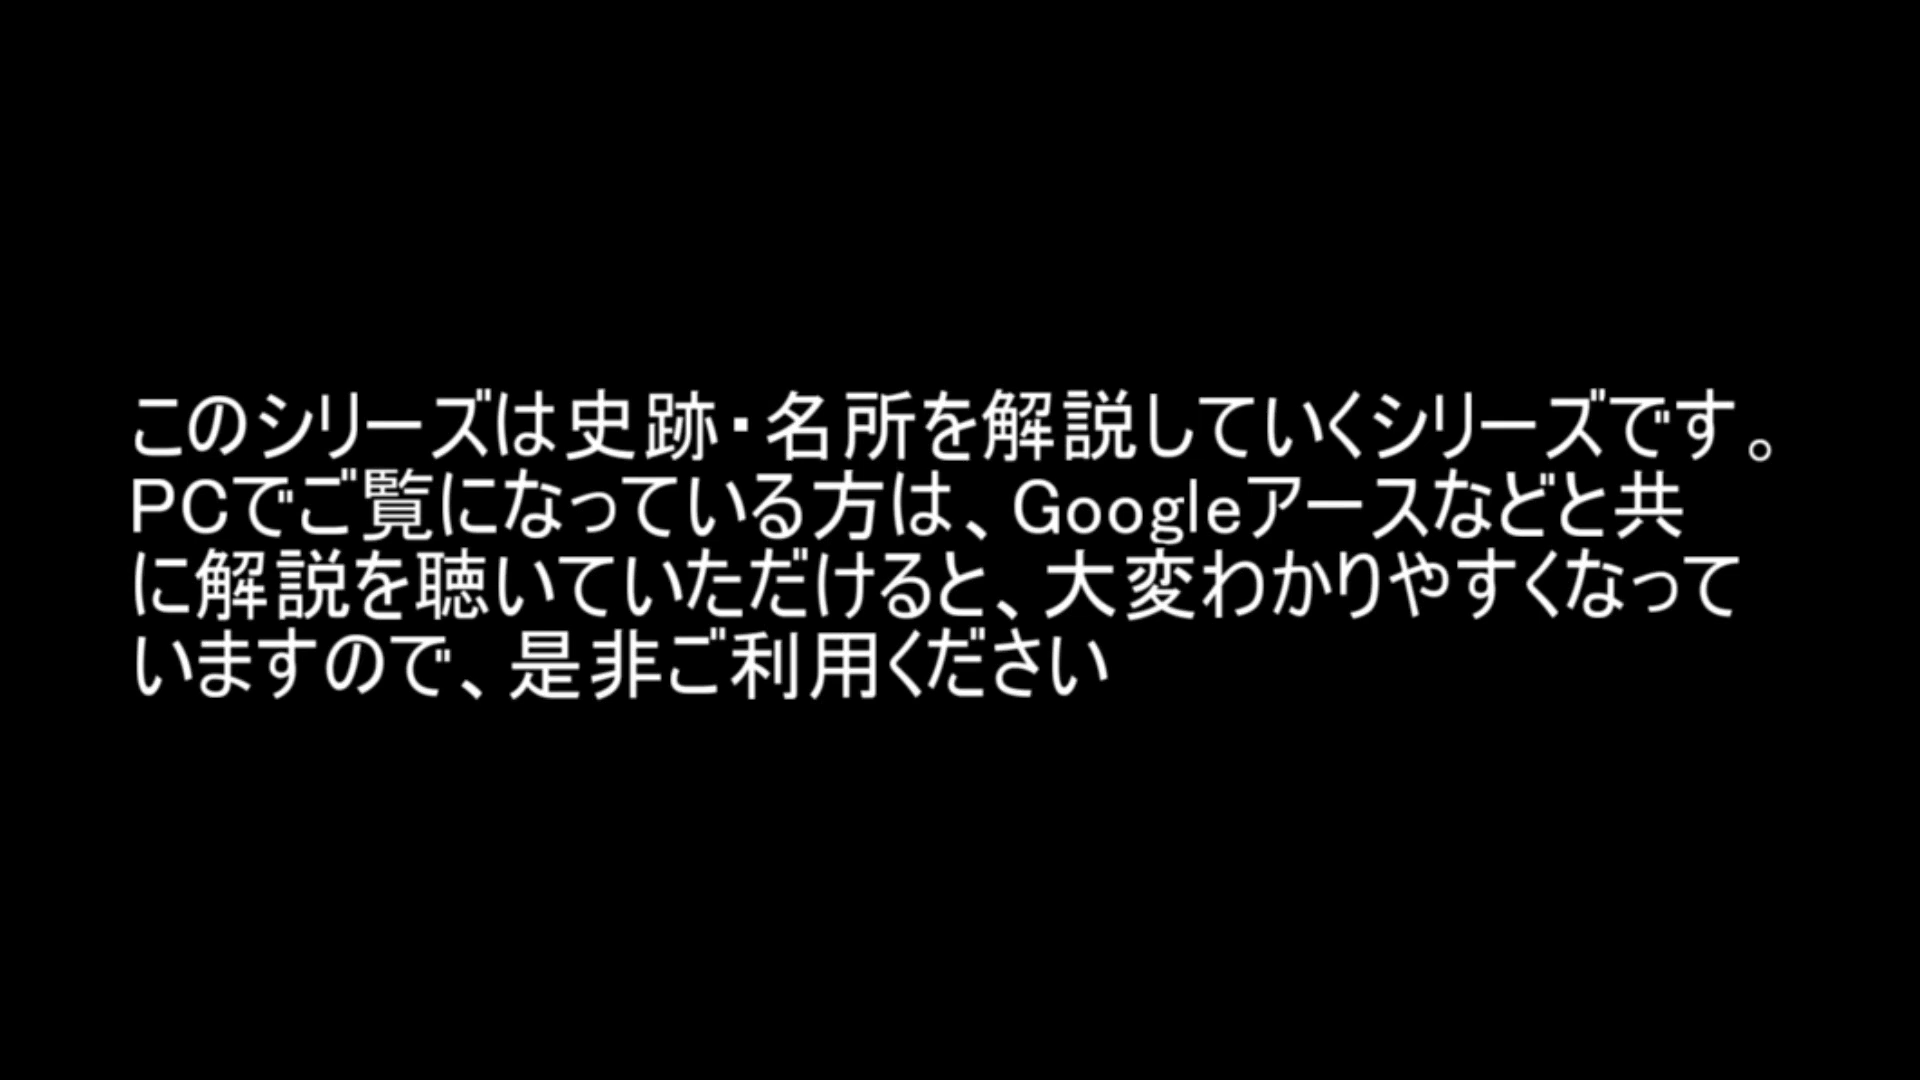 このシリーズは史跡・名所を解説していくシリーズです。
PCでご覧になっている方は、Googleアースなどと共
に解説を聴いていただけると、大変わかりやすくなって
いますので、是非ご利用ください